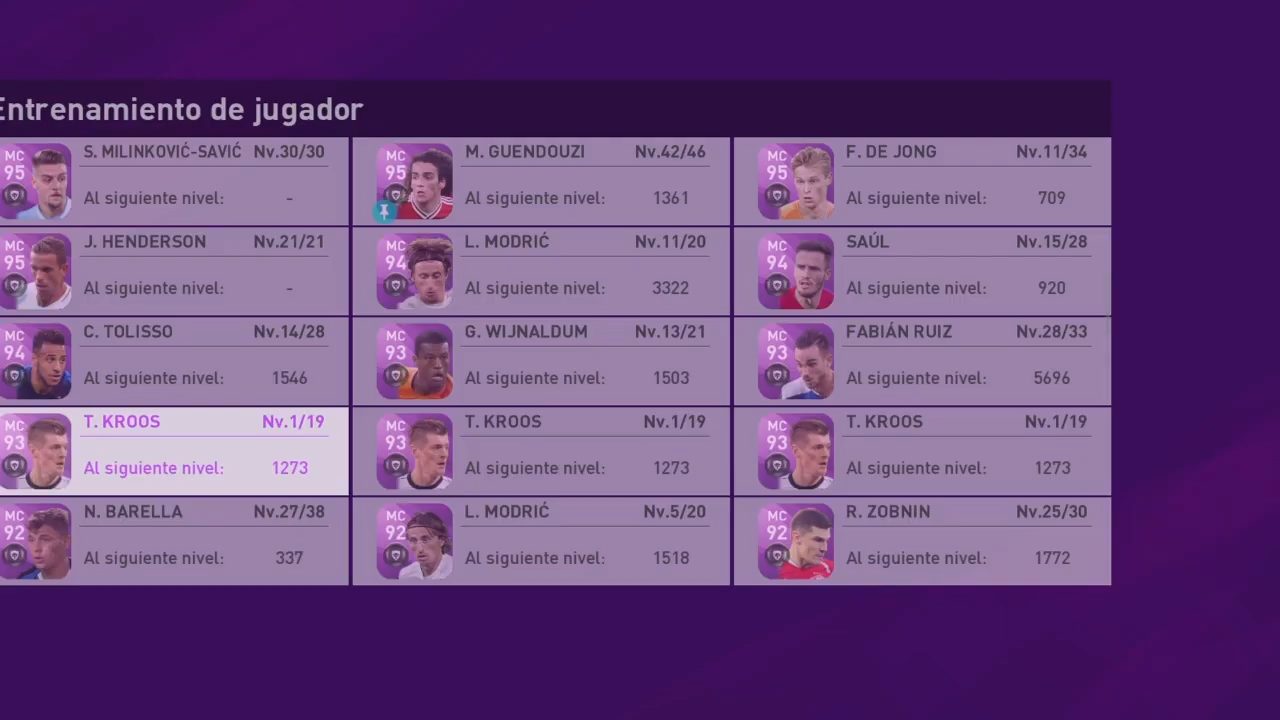 Entrenamiento de jugador
MC 95 S. MILINKOVIĆ-SAVIĆ Nv.30/30
Al siguiente nivel: -
MC 95 M. GUENDOUZI Nv.42/46
Al siguiente nivel: 1361
MC 95 F. DE JONG Nv.11/34
Al siguiente nivel: 709
MC 95 J. HENDERSON Nv.21/21
Al siguiente nivel: -
MC 94 L. MODRIĆ Nv.11/20
Al siguiente nivel: 3322
MC 94 SAÚL Nv.15/28
Al siguiente nivel: 920
MC 94 C. TOLISSO Nv.14/28
Al siguiente nivel: 1546
MC 93 G. WIJNALDUM Nv.13/21
Al siguiente nivel: 1503
MC 93 FABIÁN RUIZ Nv.28/33
Al siguiente nivel: 5696
MC 93 T. KROOS Nv.1/19
Al siguiente nivel: 1273
MC 93 T. KROOS Nv.1/19
Al siguiente nivel: 1273
MC 93 T. KROOS Nv.1/19
Al siguiente nivel: 1273
MC 92 N. BARELLA Nv.27/38
Al siguiente nivel: 337
MC 92 L. MODRIĆ Nv.5/20
Al siguiente nivel: 1518
MC 92 R. ZOBNIN Nv.25/30
Al siguiente nivel: 1772